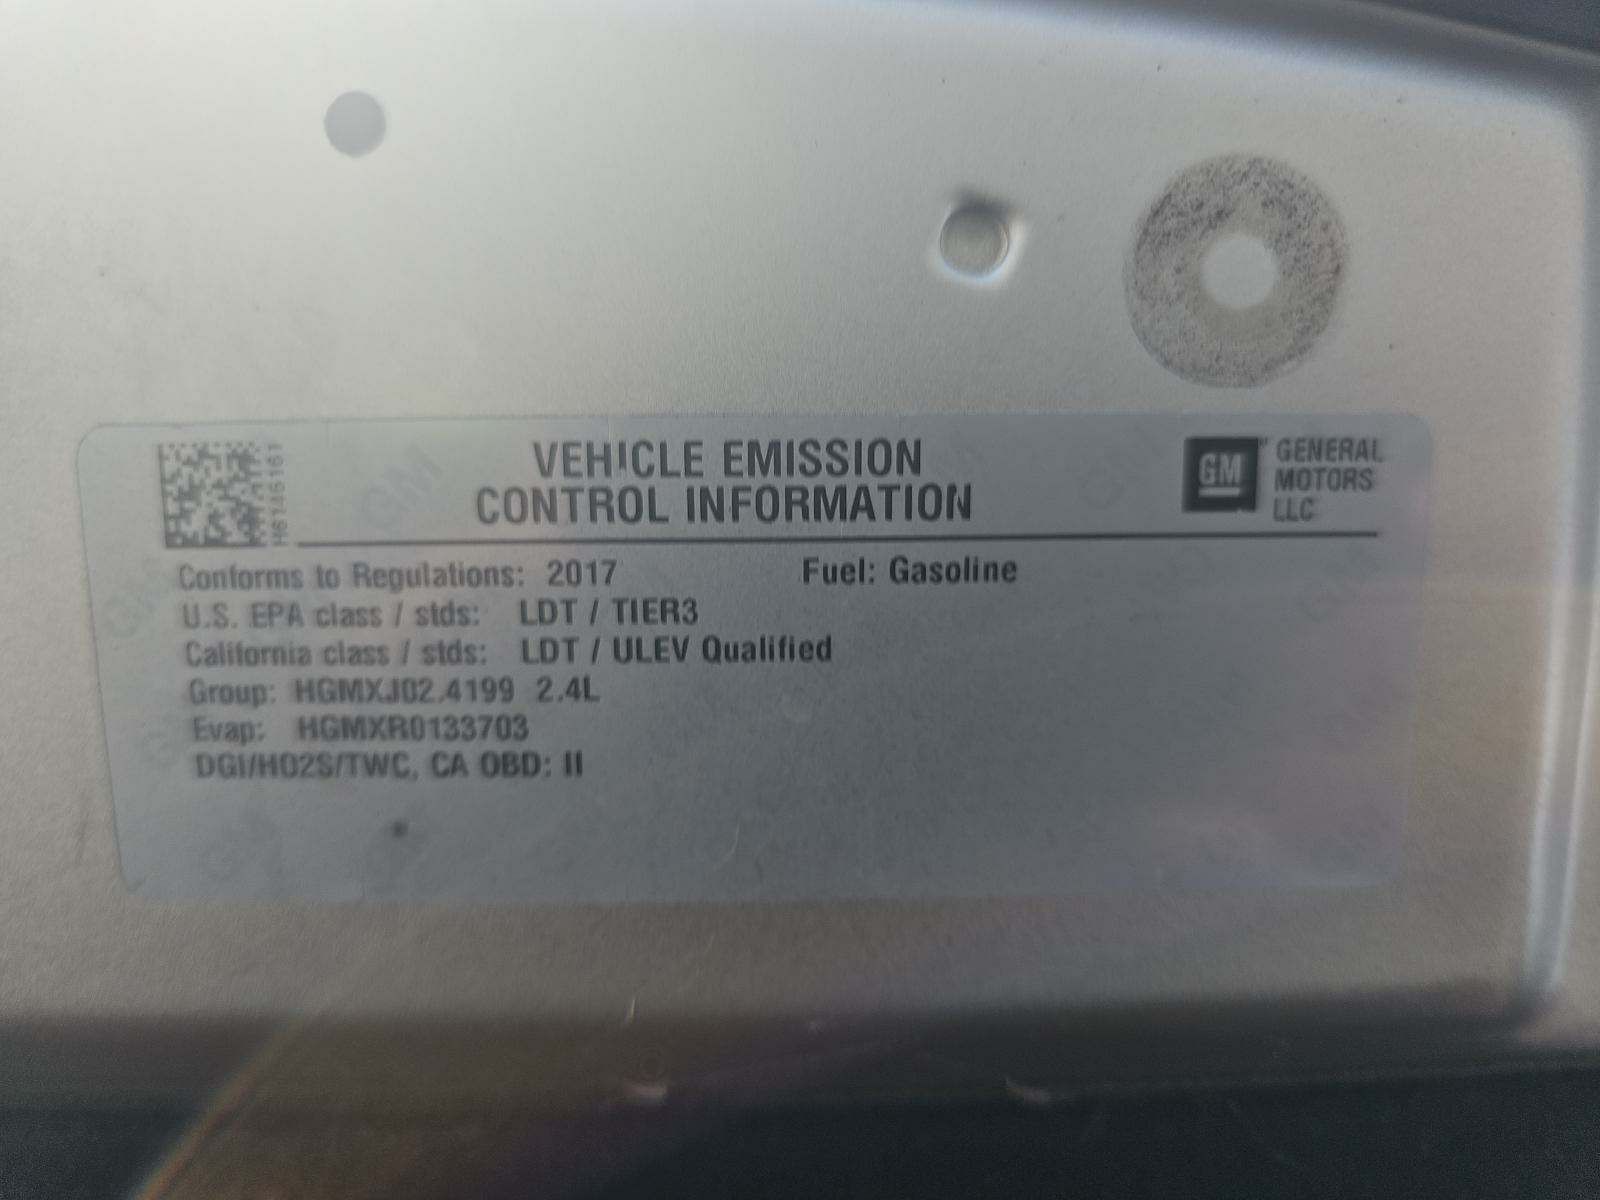 VEHICLE EMISSION
CONTROL INFORMATION
GM
GENERAL
MOTORS
LLC
Conforms to Regulations: 2017 Fuel: Gasoline
U.S. EPA class / stds: LDT / TIER3
California class / stds: LDT / ULEV Qualified
Group: HGMXJ02.4199 2.4L
Evap: HGMXR0133703
DGI/HO2S/TWC, CA OBD: II